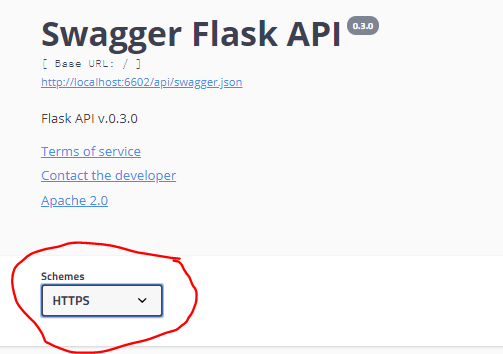 Swagger Flask API 0.3.0
[ Base URL: / ]
http://localhost:6602/api/swagger.json
Flask API v.0.3.0
Terms of service
Contact the developer
Apache 2.0
Schemes
HTTPS